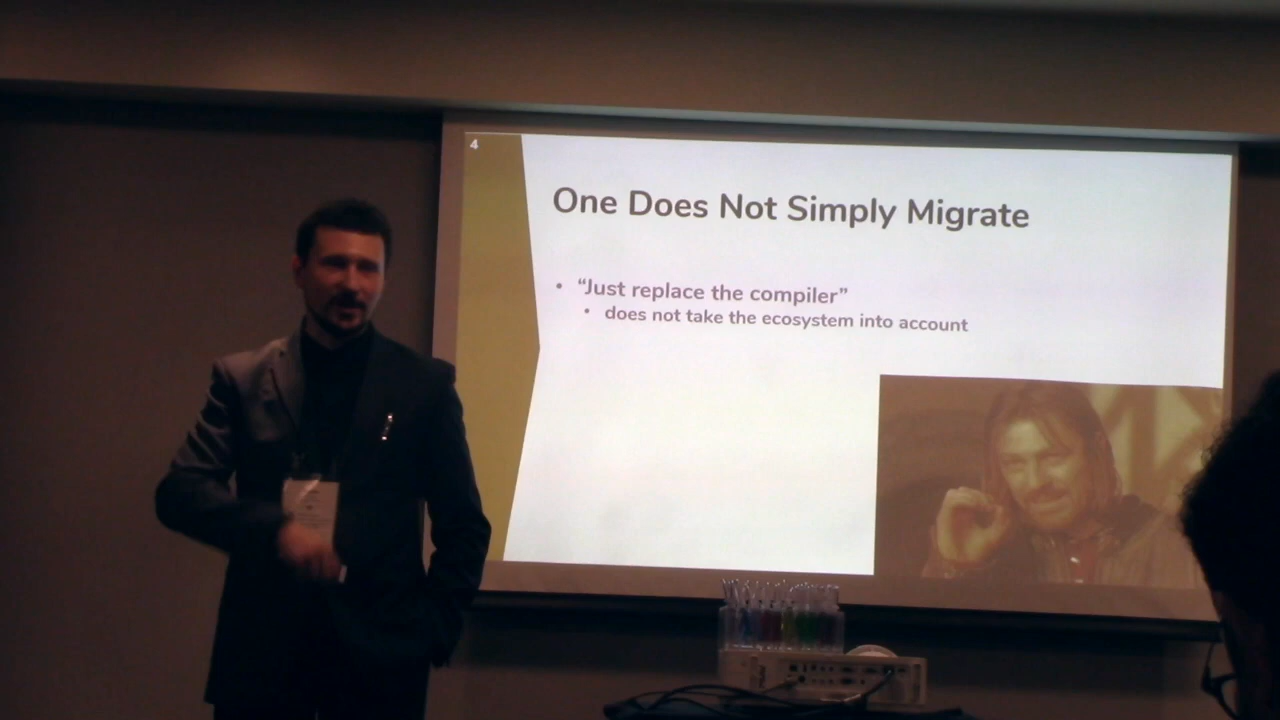 4
One Does Not Simply Migrate
• “Just replace the compiler”
• does not take the ecosystem into account